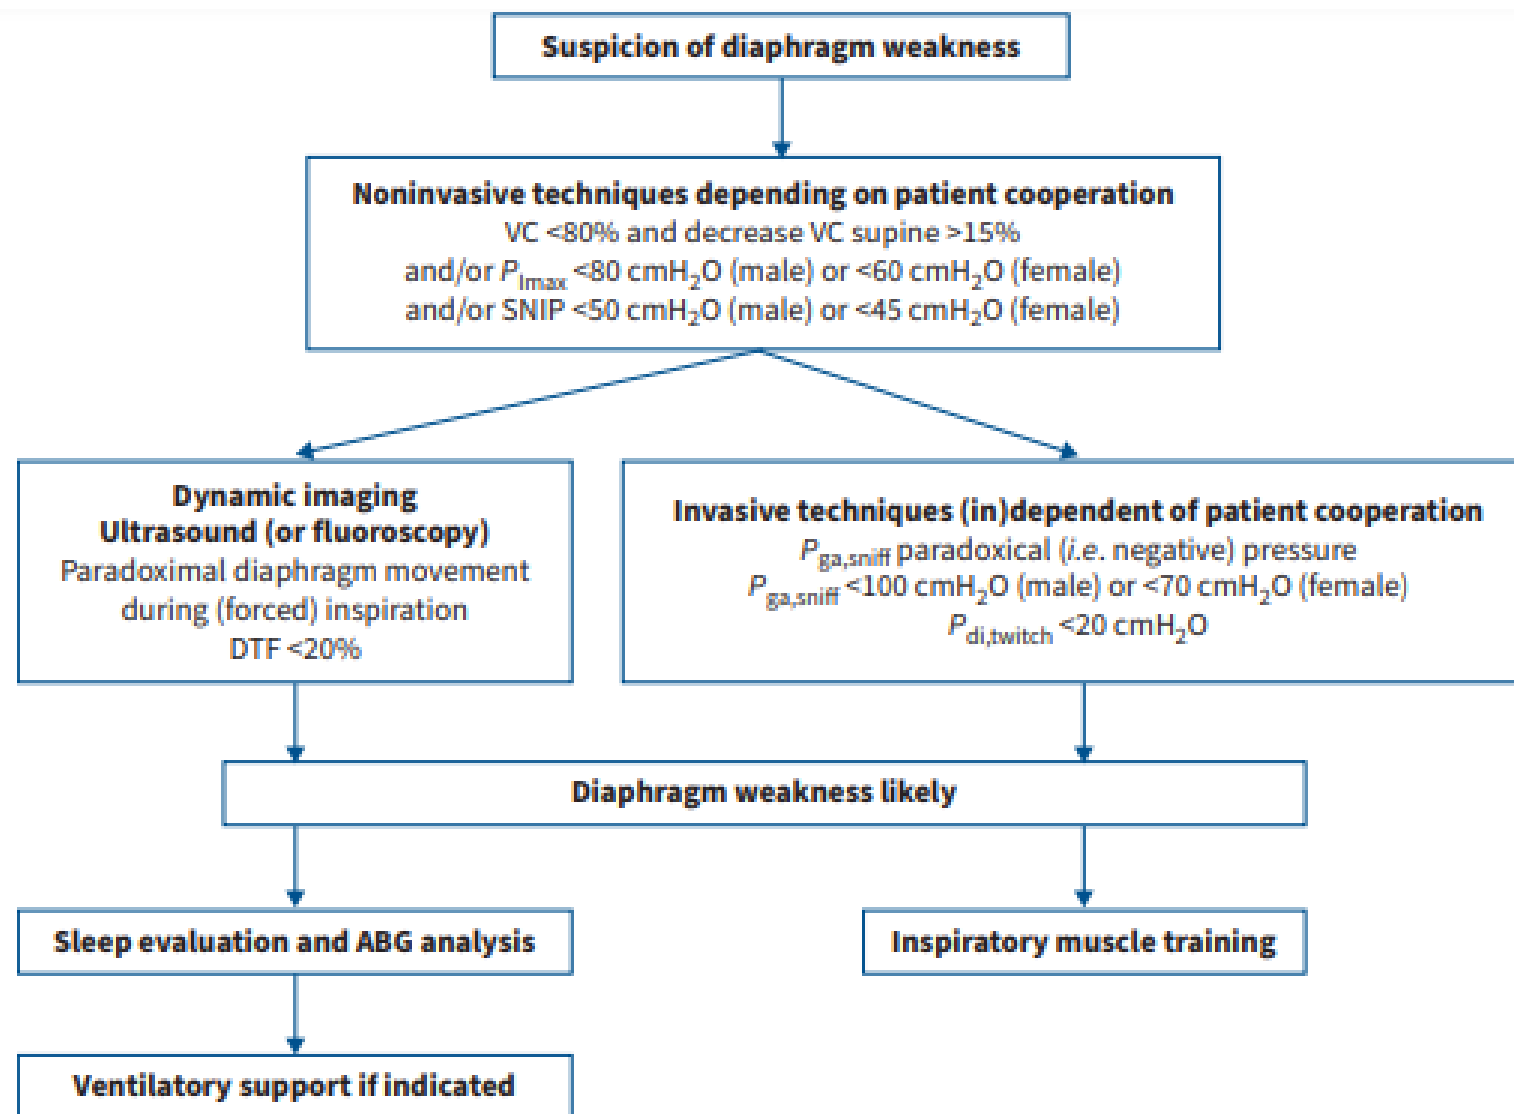 Suspicion of diaphragm weakness
Noninvasive techniques depending on patient cooperation
VC <80% and decrease VC supine >15%
and/or PImax <80 cmH2O (male) or <60 cmH2O (female)
and/or SNIP <50 cmH2O (male) or <45 cmH2O (female)
Dynamic imaging
Ultrasound (or fluoroscopy)
Paradoximal diaphragm movement
during (forced) inspiration
DTF <20%
Invasive techniques (in)dependent of patient cooperation
Pga,sniff paradoxical (i.e. negative) pressure
Pga,sniff <100 cmH2O (male) or <70 cmH2O (female)
Pdi,twitch <20 cmH2O
Diaphragm weakness likely
Sleep evaluation and ABG analysis
Inspiratory muscle training
Ventilatory support if indicated